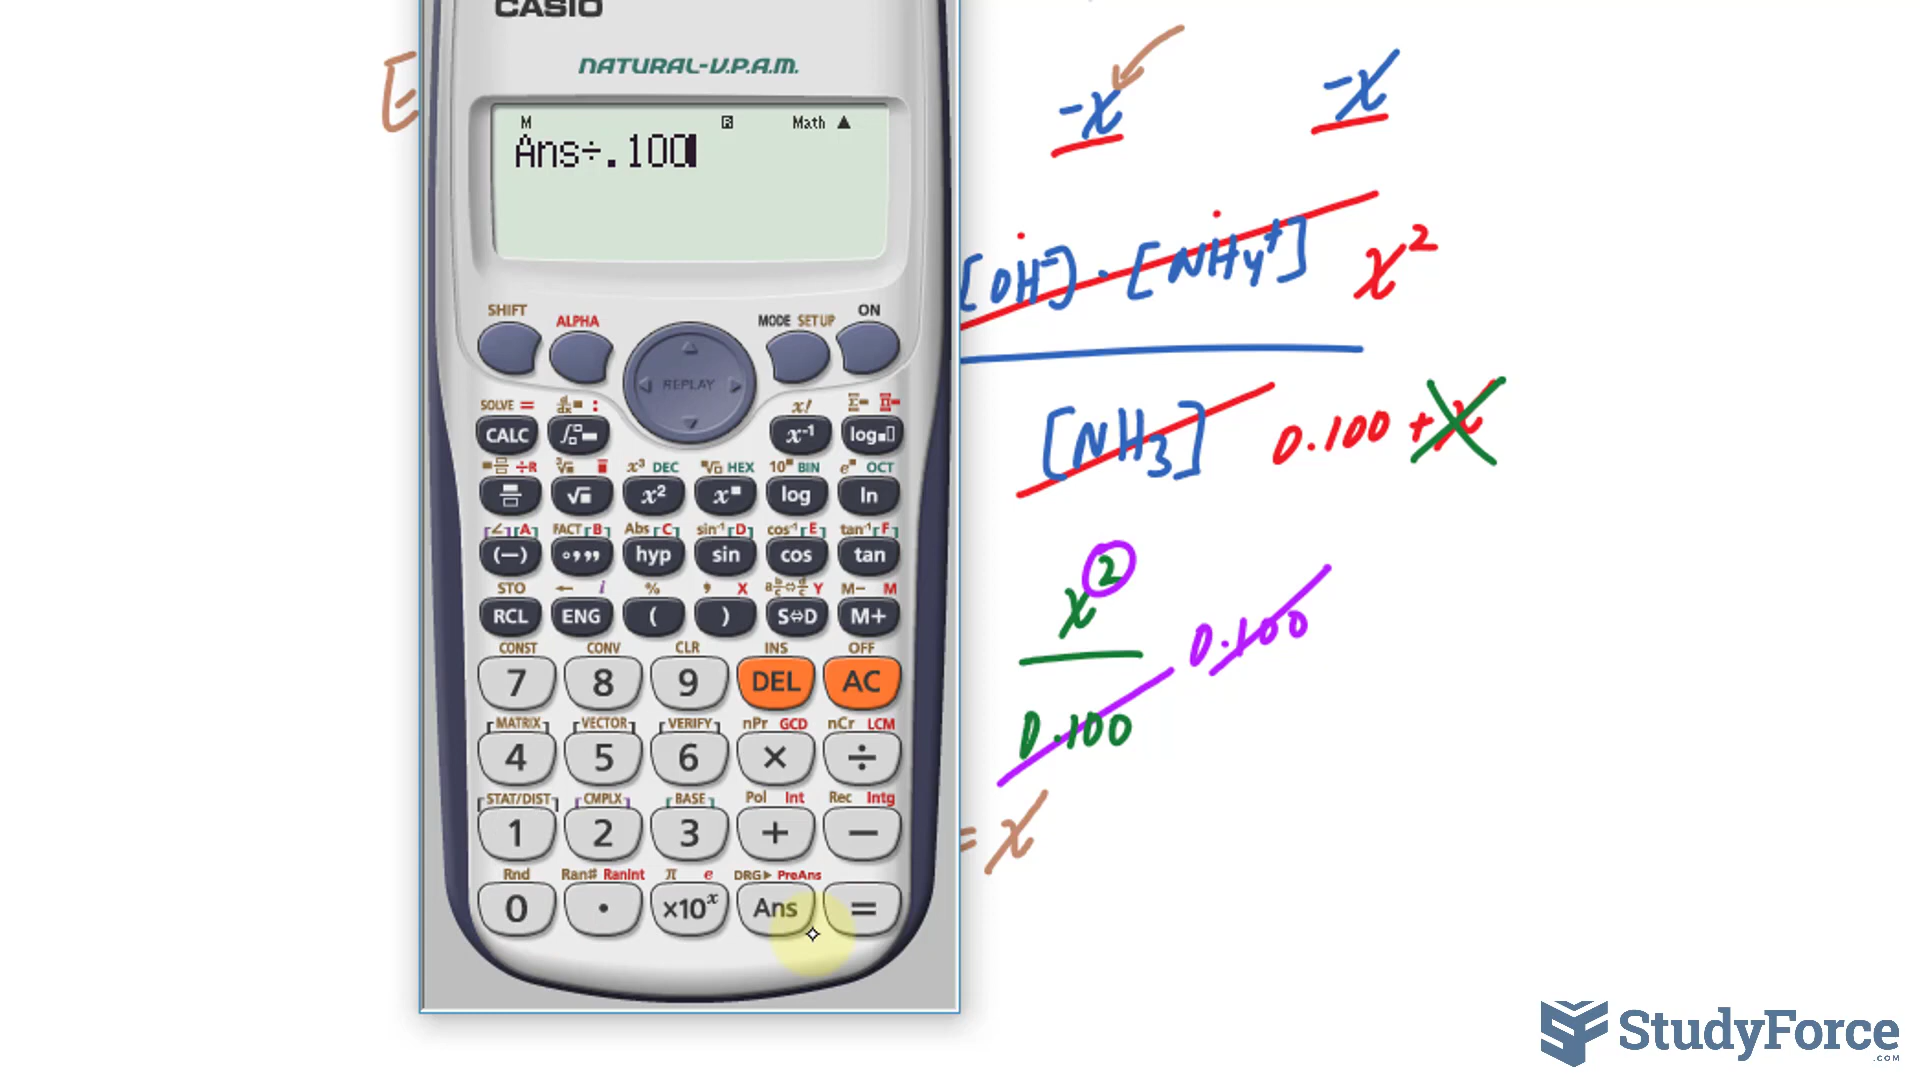 CASIO
NATURAL-V.P.A.M.
M R Math ▲
Ans÷.100
SHIFT ALPHA MODE SETUP ON
REPLAY
SOLVE = d/dx= : x! Σ= Π=
CALC ∫□= x⁻¹ log▪□
÷R ³√ x³ DEC ▪√□ HEX 10▪ BIN e▪ OCT
√▪ x² x▪ log ln
∠ A FACT B Abs C sin⁻¹ D cos⁻¹ E tan⁻¹ F
(−) °,,, hyp sin cos tan
STO ← i % , X a b/c⇔d/c Y M− M
RCL ENG ( ) S⇔D M+
CONST CONV CLR INS OFF
7 8 9 DEL AC
MATRIX VECTOR VERIFY nPr GCD nCr LCM
4 5 6 × ÷
STAT/DIST CMPLX BASE Pol Int Rec Intg
1 2 3 + −
Rnd Ran# RanInt π e DRG▶ PreAns
0 • ×10ˣ Ans =
E
-x -x
[OH⁻] · [NH4⁺] x²
[NH3] 0.100 + x
x²
0.100
0.100
= x
StudyForce
.COM